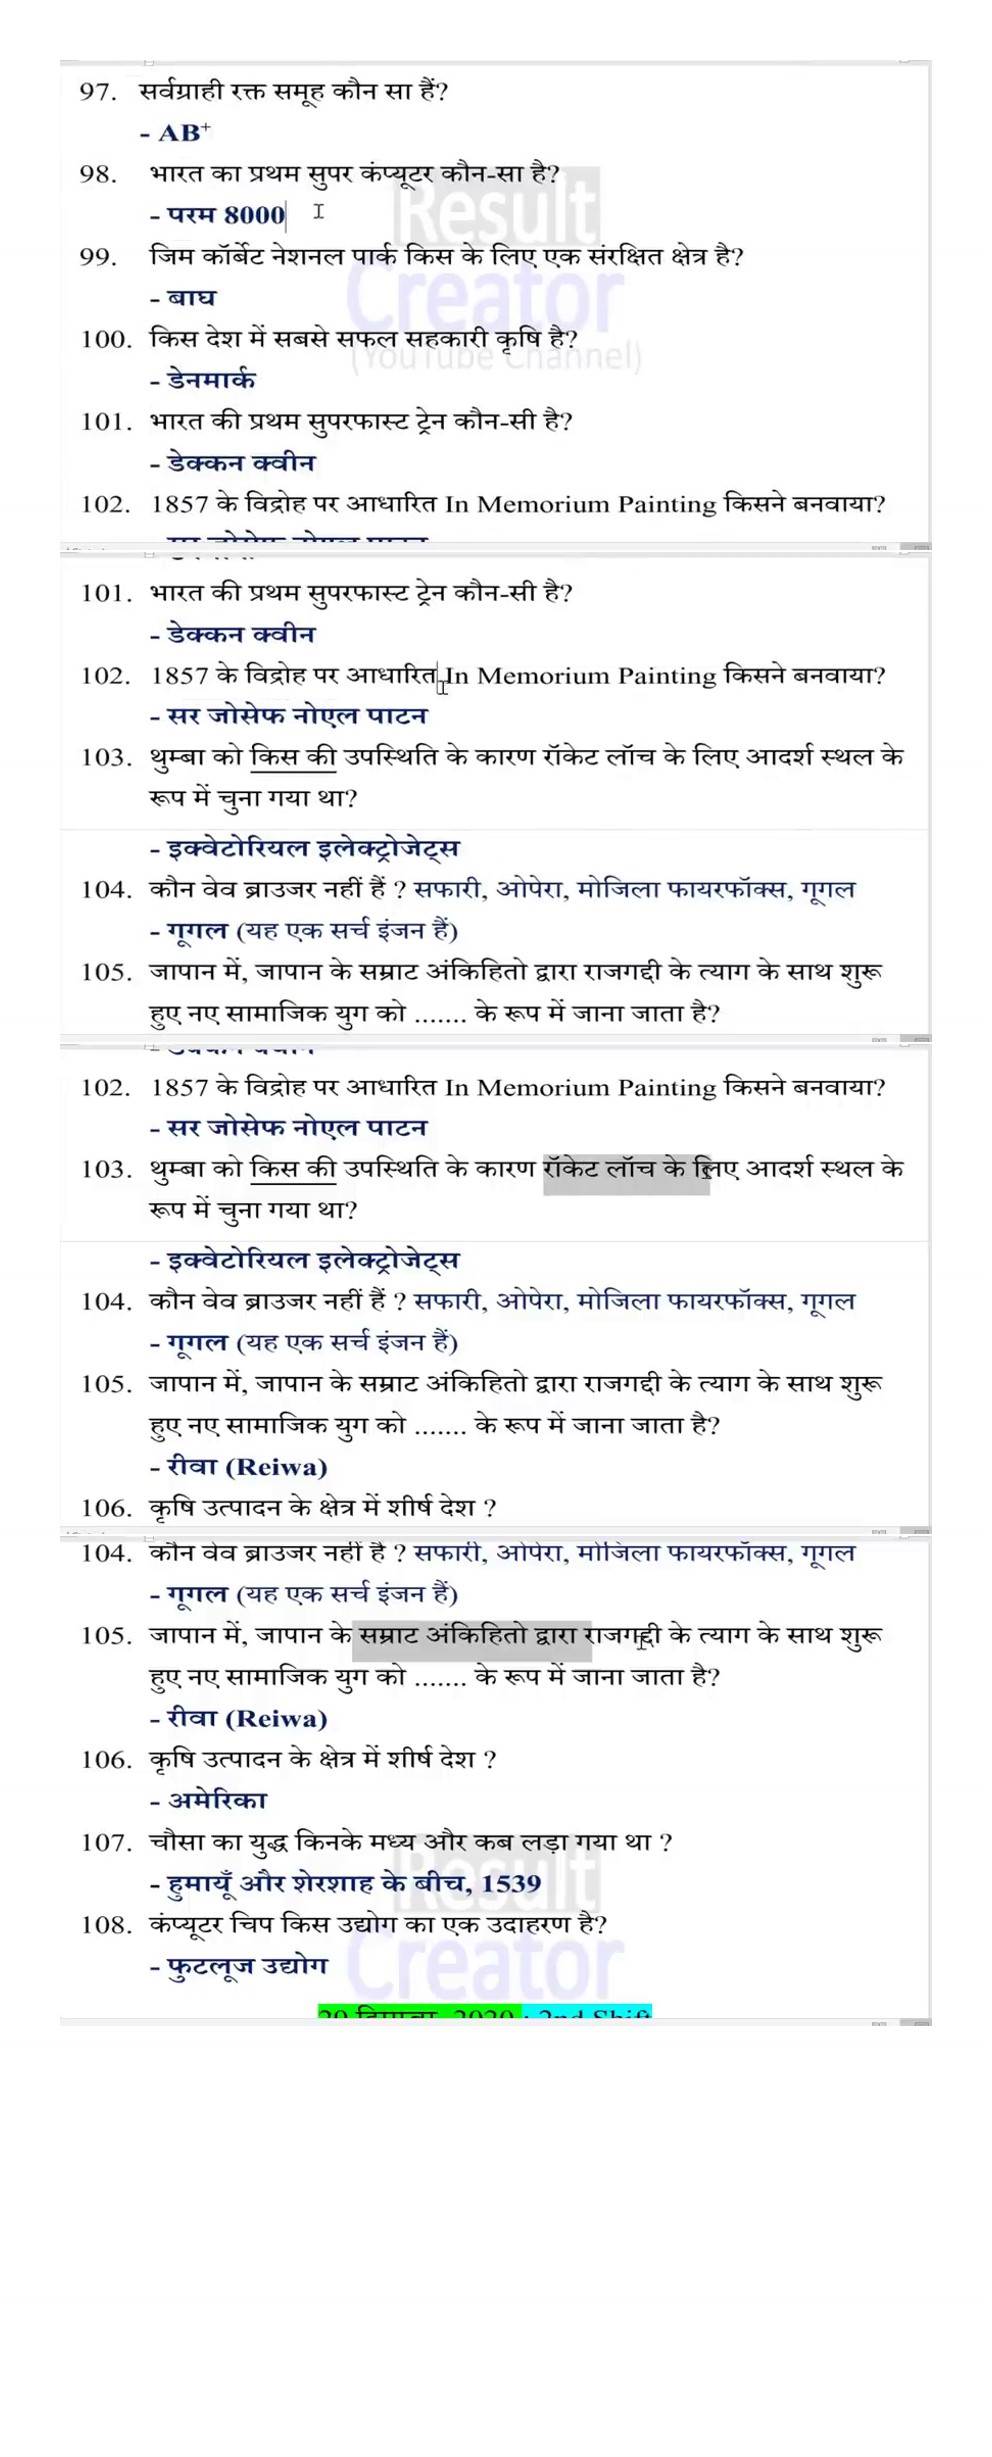 97. सर्वग्राही रक्त समूह कौन सा हैं?
- AB⁺
98. भारत का प्रथम सुपर कंप्यूटर कौन-सा है?
- परम 8000
99. जिम कॉर्बेट नेशनल पार्क किस के लिए एक संरक्षित क्षेत्र है?
- बाघ
100. किस देश में सबसे सफल सहकारी कृषि है?
- डेनमार्क
101. भारत की प्रथम सुपरफास्ट ट्रेन कौन-सी है?
- डेक्कन क्वीन
102. 1857 के विद्रोह पर आधारित In Memorium Painting किसने बनवाया?
Result
Creator
(YouTube Channel)
101. भारत की प्रथम सुपरफास्ट ट्रेन कौन-सी है?
- डेक्कन क्वीन
102. 1857 के विद्रोह पर आधारित In Memorium Painting किसने बनवाया?
- सर जोसेफ नोएल पाटन
103. थुम्बा को किस की उपस्थिति के कारण रॉकेट लॉच के लिए आदर्श स्थल के
रूप में चुना गया था?
- इक्वेटोरियल इलेक्ट्रोजेट्स
104. कौन वेव ब्राउजर नहीं हैं ? सफारी, ओपेरा, मोजिला फायरफॉक्स, गूगल
- गूगल (यह एक सर्च इंजन हैं)
105. जापान में, जापान के सम्राट अंकिहितो द्वारा राजगद्दी के त्याग के साथ शुरू
हुए नए सामाजिक युग को ....... के रूप में जाना जाता है?
102. 1857 के विद्रोह पर आधारित In Memorium Painting किसने बनवाया?
- सर जोसेफ नोएल पाटन
103. थुम्बा को किस की उपस्थिति के कारण रॉकेट लॉच के लिए आदर्श स्थल के
रूप में चुना गया था?
- इक्वेटोरियल इलेक्ट्रोजेट्स
104. कौन वेव ब्राउजर नहीं हैं ? सफारी, ओपेरा, मोजिला फायरफॉक्स, गूगल
- गूगल (यह एक सर्च इंजन हैं)
105. जापान में, जापान के सम्राट अंकिहितो द्वारा राजगद्दी के त्याग के साथ शुरू
हुए नए सामाजिक युग को ....... के रूप में जाना जाता है?
- रीवा (Reiwa)
106. कृषि उत्पादन के क्षेत्र में शीर्ष देश ?
104. कौन वेव ब्राउजर नहीं हैं ? सफारी, ओपेरा, मोजिला फायरफॉक्स, गूगल
- गूगल (यह एक सर्च इंजन हैं)
105. जापान में, जापान के सम्राट अंकिहितो द्वारा राजगद्दी के त्याग के साथ शुरू
हुए नए सामाजिक युग को ....... के रूप में जाना जाता है?
- रीवा (Reiwa)
106. कृषि उत्पादन के क्षेत्र में शीर्ष देश ?
- अमेरिका
107. चौसा का युद्ध किनके मध्य और कब लड़ा गया था ?
- हुमायूँ और शेरशाह के बीच, 1539
108. कंप्यूटर चिप किस उद्योग का एक उदाहरण है?
- फुटलूज उद्योग
Result
Creator
2020 : 2nd Shift